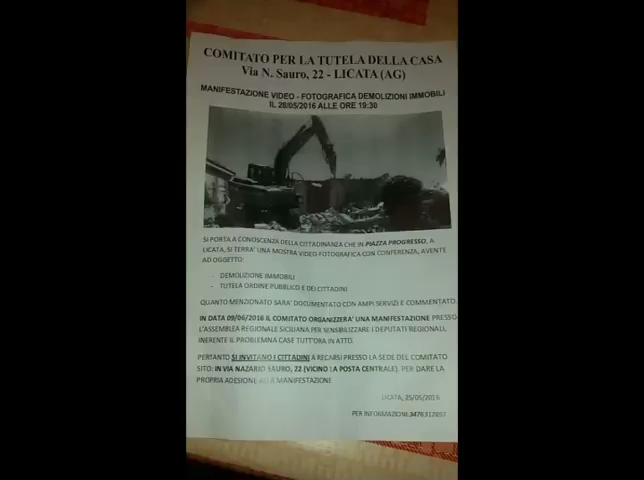 COMITATO PER LA TUTELA DELLA CASA
Via N. Sauro, 22 - LICATA (AG)
MANIFESTAZIONE VIDEO - FOTOGRAFICA DEMOLIZIONI IMMOBILI
IL 28/05/2016 ALLE ORE 19:30
SI PORTA A CONOSCENZA DELLA CITTADINANZA CHE IN PIAZZA PROGRESSO, A
LICATA, SI TERRA' UNA MOSTRA VIDEO-FOTOGRAFICA CON CONFERENZA, AVENTE
AD OGGETTO:
- DEMOLIZIONE IMMOBILI
- TUTELA ORDINE PUBBLICO E DEI CITTADINI
QUANTO MENZIONATO SARA' DOCUMENTATO CON AMPI SERVIZI E COMMENTATO.
IN DATA 09/06/2016 IL COMITATO ORGANIZZERA' UNA MANIFESTAZIONE PRESSO
L'ASSEMBLEA REGIONALE SICILIANA PER SENSIBILIZZARE I DEPUTATI REGIONALI,
INERENTE IL PROBLEMNA CASE TUTT'ORA IN ATTO.
PERTANTO SI INVITANO I CITTADINI A RECARSI PRESSO LA SEDE DEL COMITATO
SITO: IN VIA NAZARIO SAURO, 22 (VICINO LA POSTA CENTRALE). PER DARE LA
PROPRIA ADESIONE ALLA MANIFESTAZIONE
LICATA, 25/05/2016
PER INFORMAZIONI: